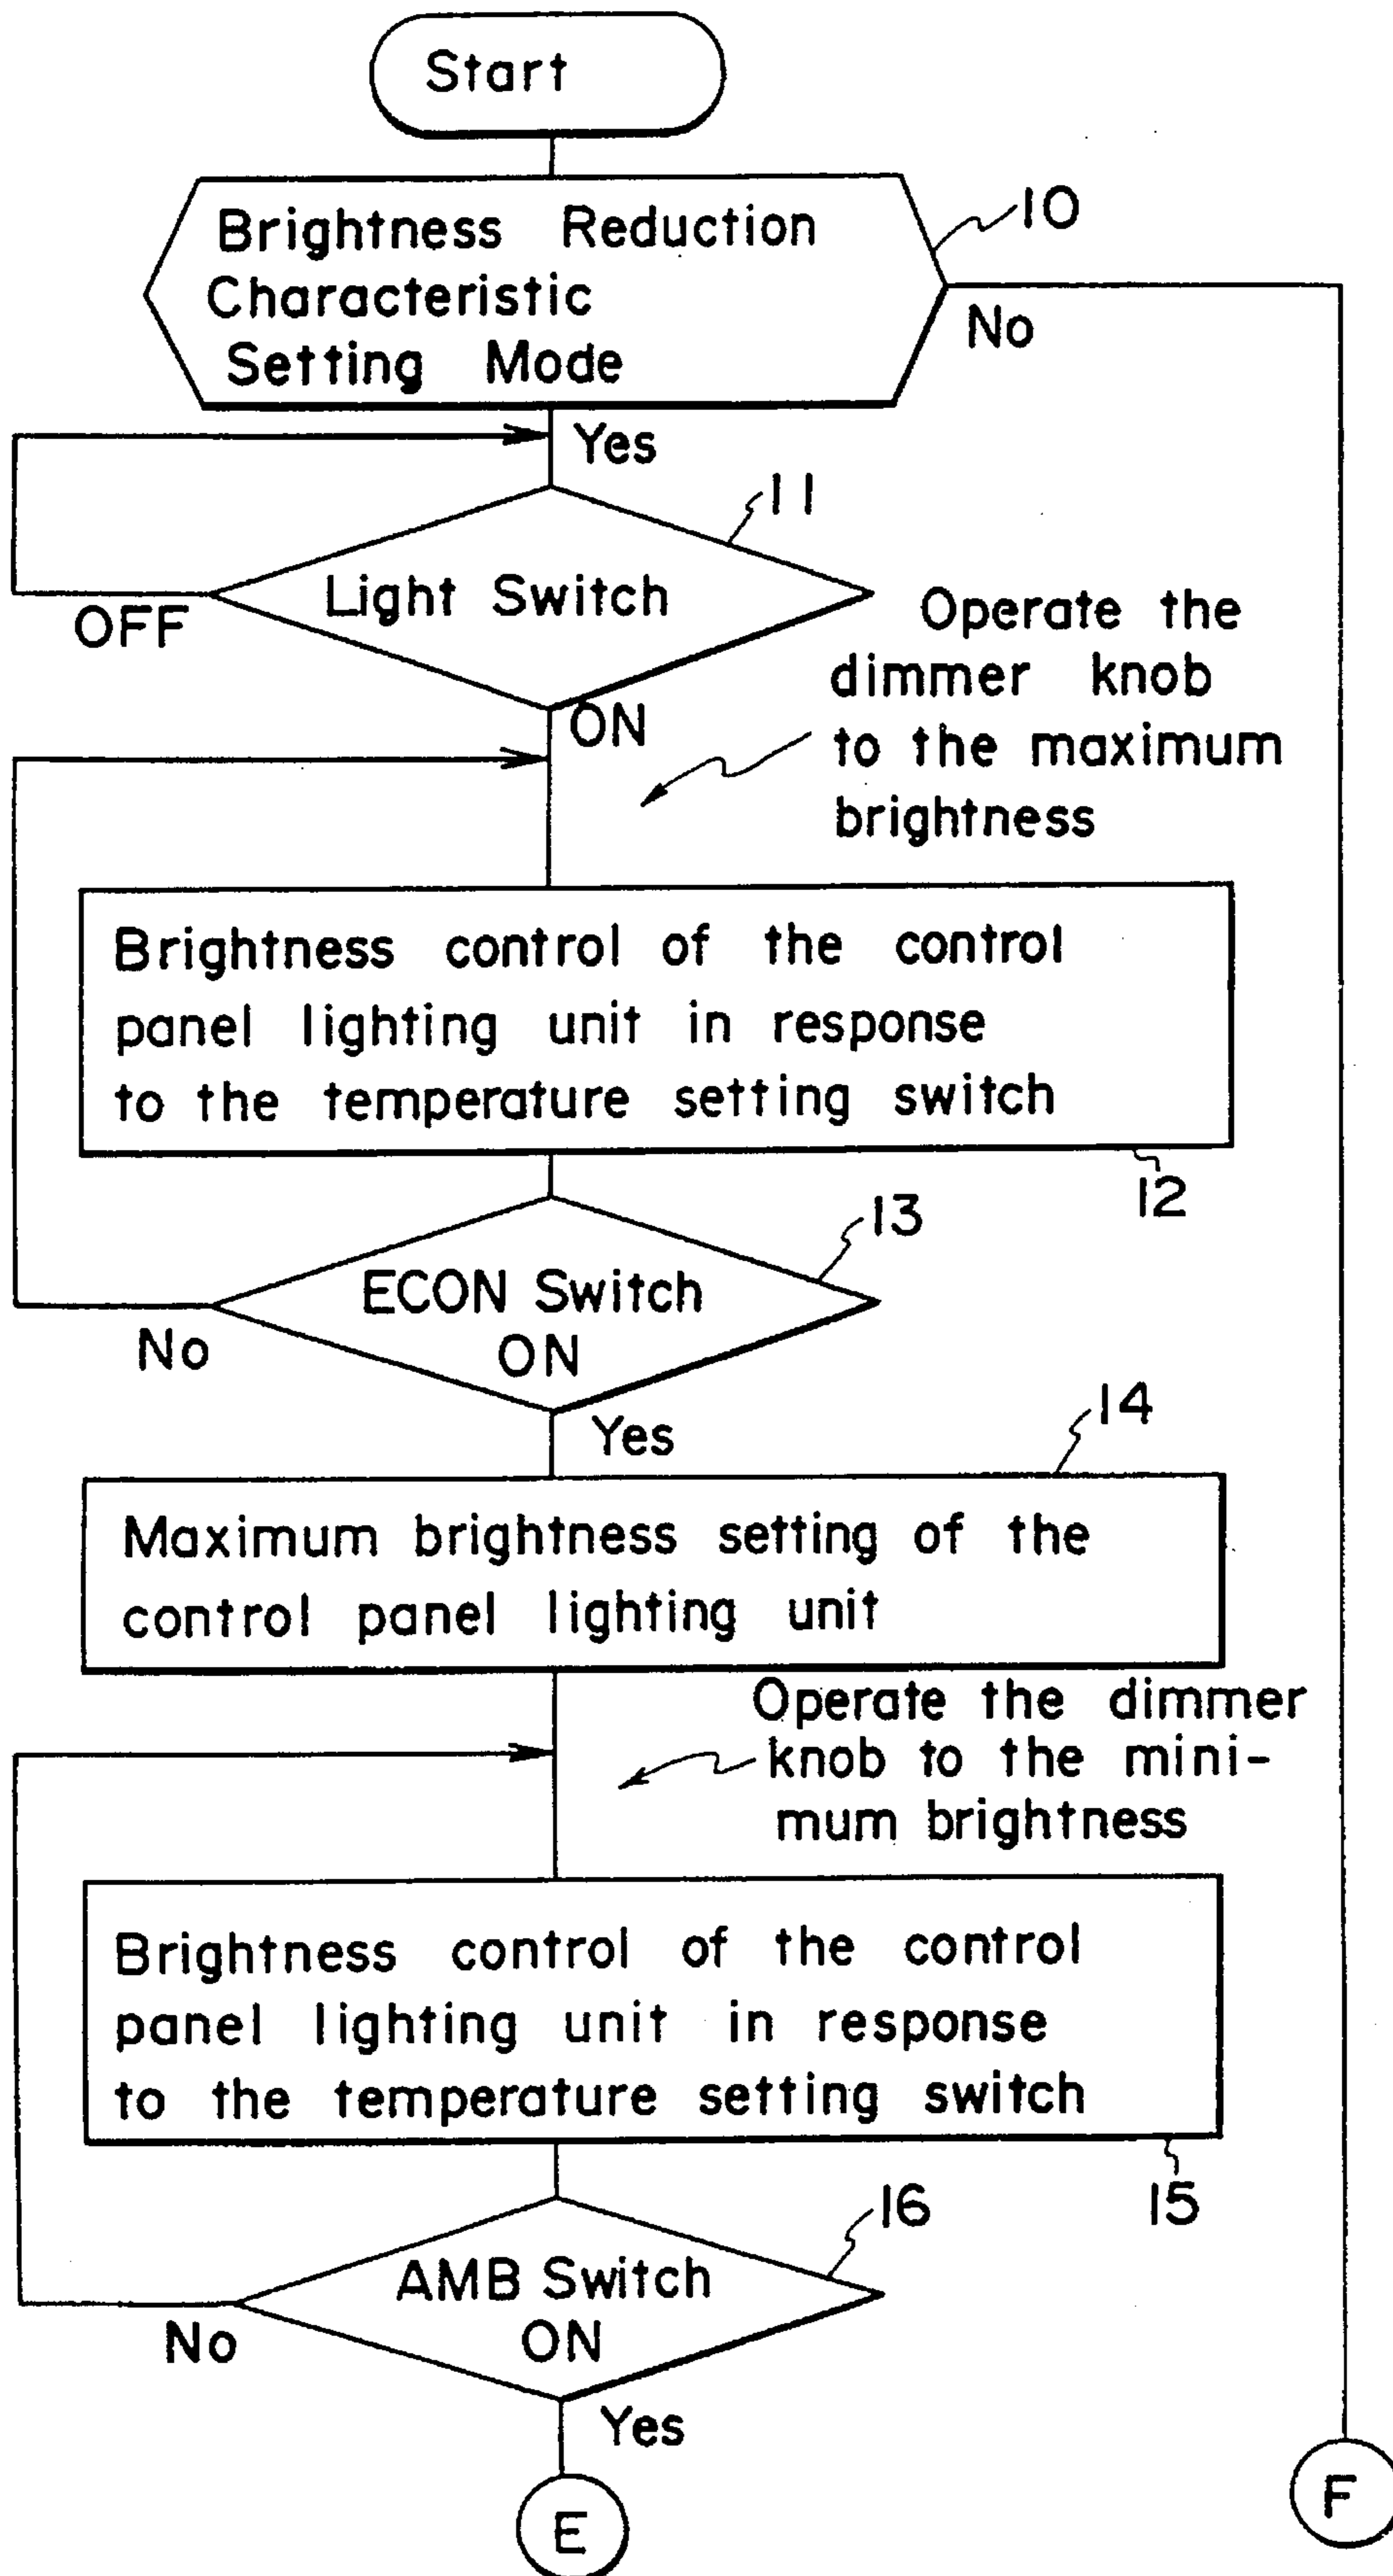 Start
Brightness Reduction
Characteristic
Setting Mode
10
No
Yes
11
Light Switch
OFF
ON
Operate the
dimmer knob
to the maximum
brightness
Brightness control of the control
panel lighting unit in response
to the temperature setting switch
12
13
ECON Switch
ON
No
Yes
14
Maximum brightness setting of the
control panel lighting unit
Operate the dimmer
knob to the mini-
mum brightness
Brightness control of the control
panel lighting unit in response
to the temperature setting switch
15
16
AMB Switch
ON
No
Yes
E
F